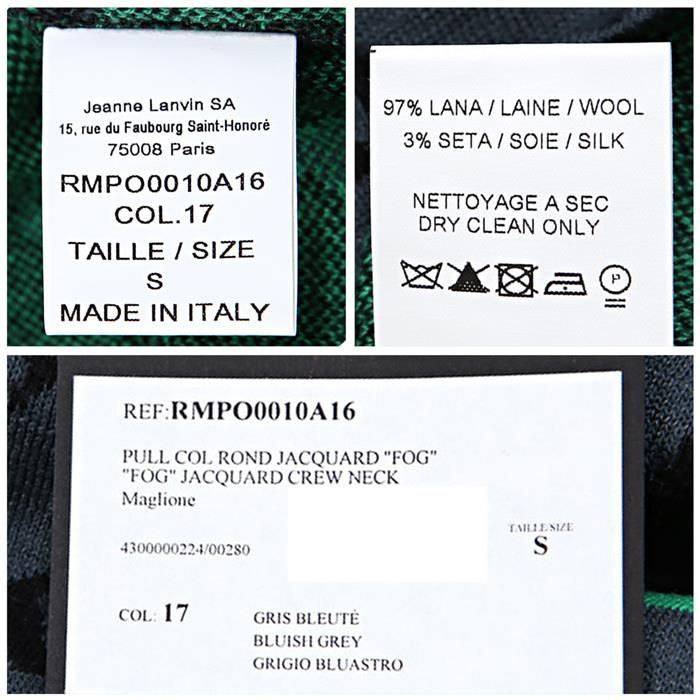 Jeanne Lanvin SA
15, rue du Faubourg Saint-Honoré
75008 Paris
RMPO0010A16
COL.17
TAILLE / SIZE
S
MADE IN ITALY
97% LANA / LAINE / WOOL
3% SETA / SOIE / SILK
NETTOYAGE A SEC
DRY CLEAN ONLY
P
REF:RMPO0010A16
PULL COL ROND JACQUARD "FOG"
"FOG" JACQUARD CREW NECK
Maglione
TAILLE/SIZE
S
4300000224/00280
COL: 17
GRIS BLEUTÉ
BLUISH GREY
GRIGIO BLUASTRO